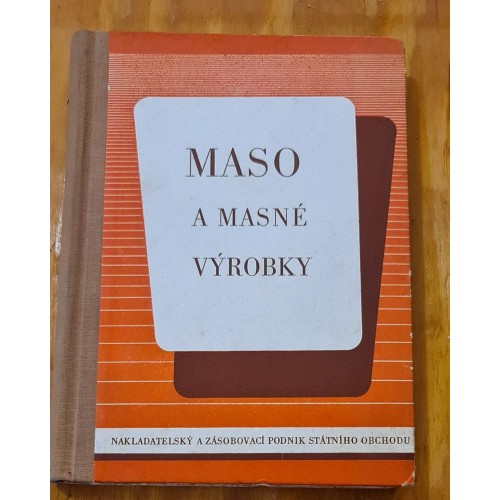 MASO
A MASNÉ
VÝROBKY
NAKLADATELSKÝ A ZÁSOBOVACÍ PODNIK STÁTNÍHO OBCHODU